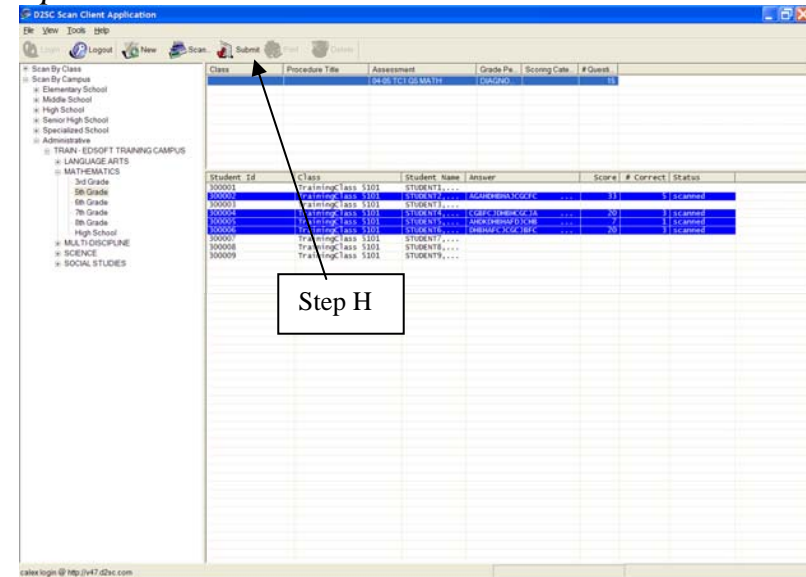 D2SC Scan Client Application
File View Tools Help
Login Logout New Scan... Submit Print Delete
Scan By Class
Scan By Campus
Elementary School
Middle School
High School
Senior High School
Specialized School
Administrative
TRAIN - EDSOFT TRAINING CAMPUS
LANGUAGE ARTS
MATHEMATICS
3rd Grade
5th Grade
6th Grade
7th Grade
8th Grade
High School
MULTI-DISCIPLINE
SCIENCE
SOCIAL STUDIES
Class Procedure Title Assessment Grade Pe... Scoring Cate... # Questi...
04-05 TC1 G5 MATH DIAGNO... 15
Student Id Class Student Name Answer Score # Correct Status
300001 TrainingClass 5101 STUDENT1,...
300002 TrainingClass 5101 STUDENT2,... ... 33 5 scanned
300003 TrainingClass 5101 STUDENT3,...
300004 TrainingClass 5101 STUDENT4,... ... 20 3 scanned
300005 TrainingClass 5101 STUDENT5,... ... 7 1 scanned
300006 TrainingClass 5101 STUDENT6,... ... 20 3 scanned
300007 TrainingClass 5101 STUDENT7,...
300008 TrainingClass 5101 STUDENT8,...
300009 TrainingClass 5101 STUDENT9,...
Step H
calex login @ http://v47.d2sc.com